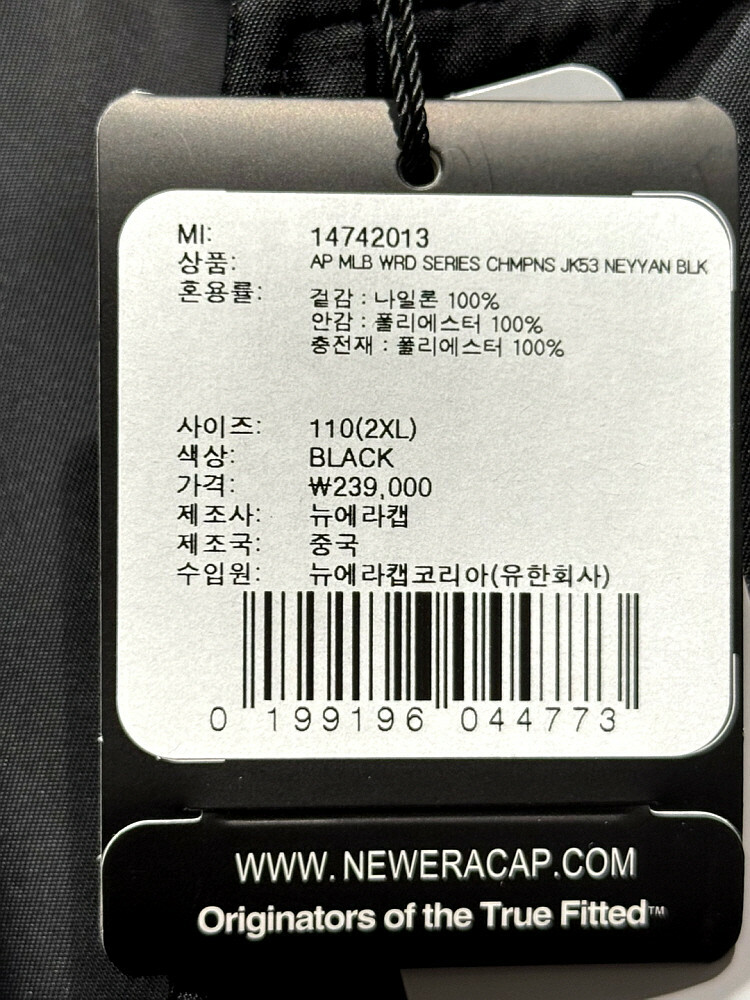 MI: 14742013
상품: AP MLB WRD SERIES CHMPNS JK53 NEYYAN BLK
혼용률: 겉감 : 나일론 100%
안감 : 폴리에스터 100%
충전재 : 폴리에스터 100%
사이즈: 110(2XL)
색상: BLACK
가격: ₩239,000
제조사: 뉴에라캡
제조국: 중국
수입원: 뉴에라캡코리아(유한회사)
0 199196 044773
WWW.NEWERACAP.COM
Originators of the True Fitted™